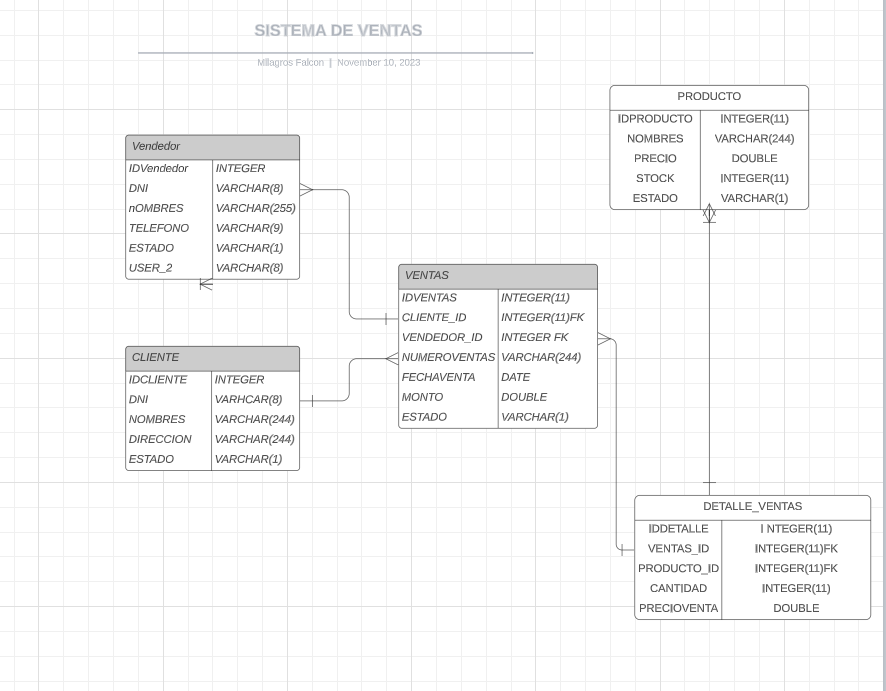 SISTEMA DE VENTAS
Milagros Falcon | November 10, 2023
PRODUCTO
IDPRODUCTO INTEGER(11)
NOMBRES VARCHAR(244)
PRECIO DOUBLE
STOCK INTEGER(11)
ESTADO VARCHAR(1)
Vendedor
IDVendedor INTEGER
DNI VARCHAR(8)
nOMBRES VARCHAR(255)
TELEFONO VARCHAR(9)
ESTADO VARCHAR(1)
USER_2 VARCHAR(8)
VENTAS
IDVENTAS INTEGER(11)
CLIENTE_ID INTEGER(11)FK
VENDEDOR_ID INTEGER FK
NUMEROVENTAS VARCHAR(244)
FECHAVENTA DATE
MONTO DOUBLE
ESTADO VARCHAR(1)
CLIENTE
IDCLIENTE INTEGER
DNI VARHCAR(8)
NOMBRES VARCHAR(244)
DIRECCION VARCHAR(244)
ESTADO VARCHAR(1)
DETALLE_VENTAS
IDDETALLE I NTEGER(11)
VENTAS_ID INTEGER(11)FK
PRODUCTO_ID INTEGER(11)FK
CANTIDAD INTEGER(11)
PRECIOVENTA DOUBLE